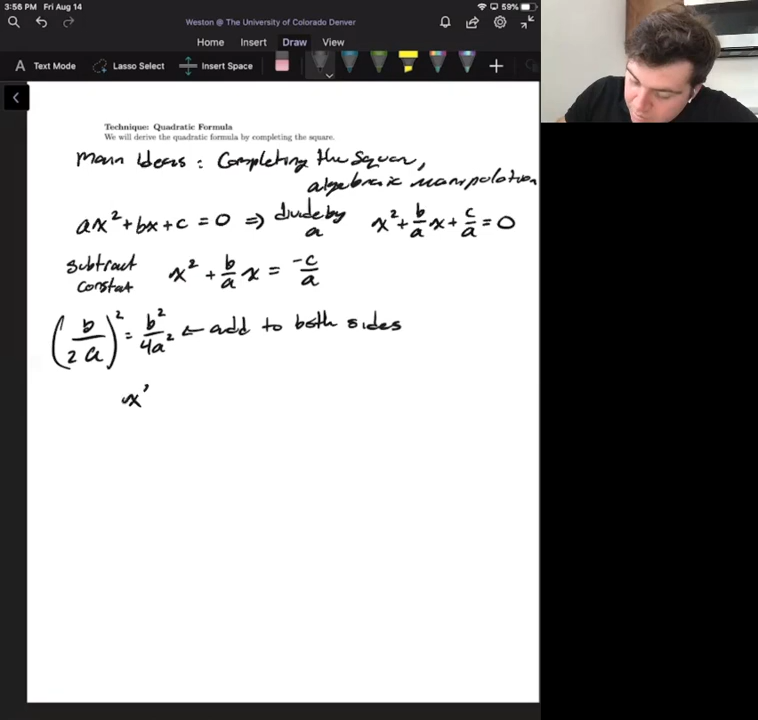 3:56 PM Fri Aug 14
59%
Weston @ The University of Colorado Denver
Home Insert Draw View
Text Mode Lasso Select Insert Space
Technique: Quadratic Formula
We will derive the quadratic formula by completing the square.
Main Ideas : Completing the Square,
algebraic manipulation
ax² + bx + c = 0 ⇒ divide by a x² + b/a x + c/a = 0
subtract constat x² + b/a x = -c/a
(b/2a)² = b²/4a² ← add to both sides
x²